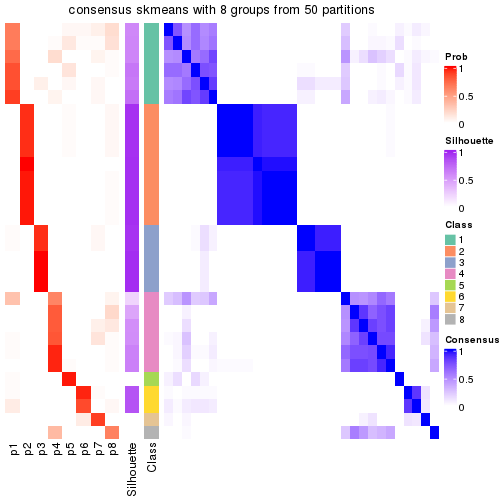 consensus skmeans with 8 groups from 50 partitions
Prob
1
0.5
0
Silhouette
1
0.5
0
Class
1
2
3
4
5
6
7
8
Consensus
1
0.5
0
p1
p2
p3
p4
p5
p6
p7
p8
Silhouette
Class